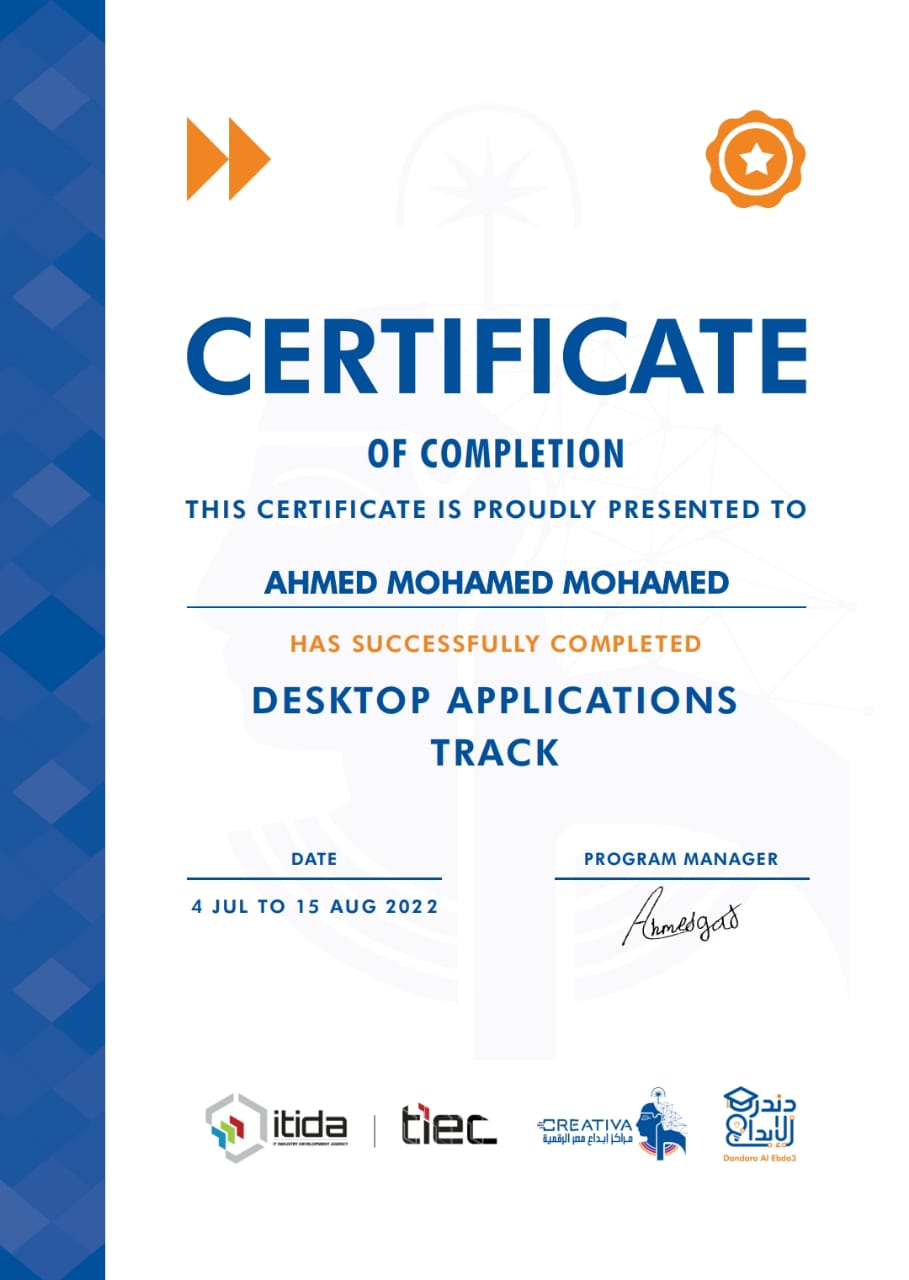 CERTIFICATE
OF COMPLETION
THIS CERTIFICATE IS PROUDLY PRESENTED TO
AHMED MOHAMED MOHAMED
HAS SUCCESSFULLY COMPLETED
DESKTOP APPLICATIONS
TRACK
DATE
4 JUL TO 15 AUG 2022
PROGRAM MANAGER
Ahmedgad
itida
IT INDUSTRY DEVELOPMENT AGENCY
tiec
CREATIVA
مراكز إبداع مصر الرقمية
دندرة
الإبداع
Dandara Al Ebda3